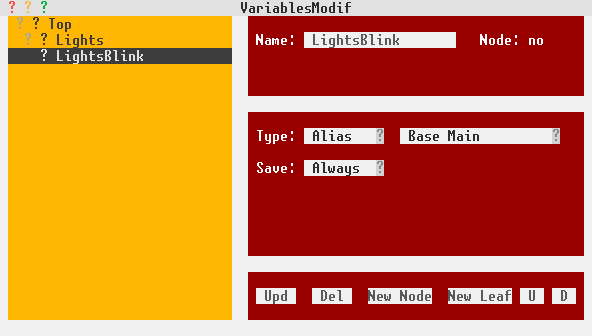 ? ? ? VariablesModif
? ? Top
? ? Lights
? LightsBlink
Name: LightsBlink Node: no
Type: Alias ? Base Main ?
Save: Always ?
Upd Del New Node New Leaf U D